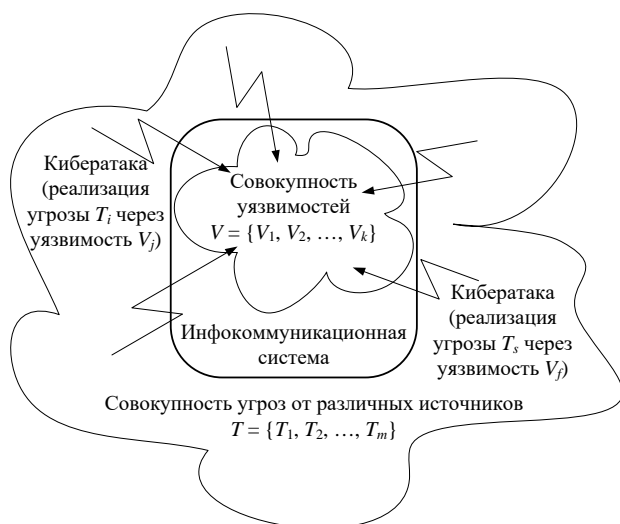 Кибератака
(реализация
угрозы Ti через
уязвимость Vj)
Совокупность
уязвимостей
V = {V1, V2, …, Vk}
Кибератака
(реализация
угрозы Ts через
уязвимость Vf)
Инфокоммуникационная
система
Совокупность угроз от различных источников
T = {T1, T2, …, Tm}